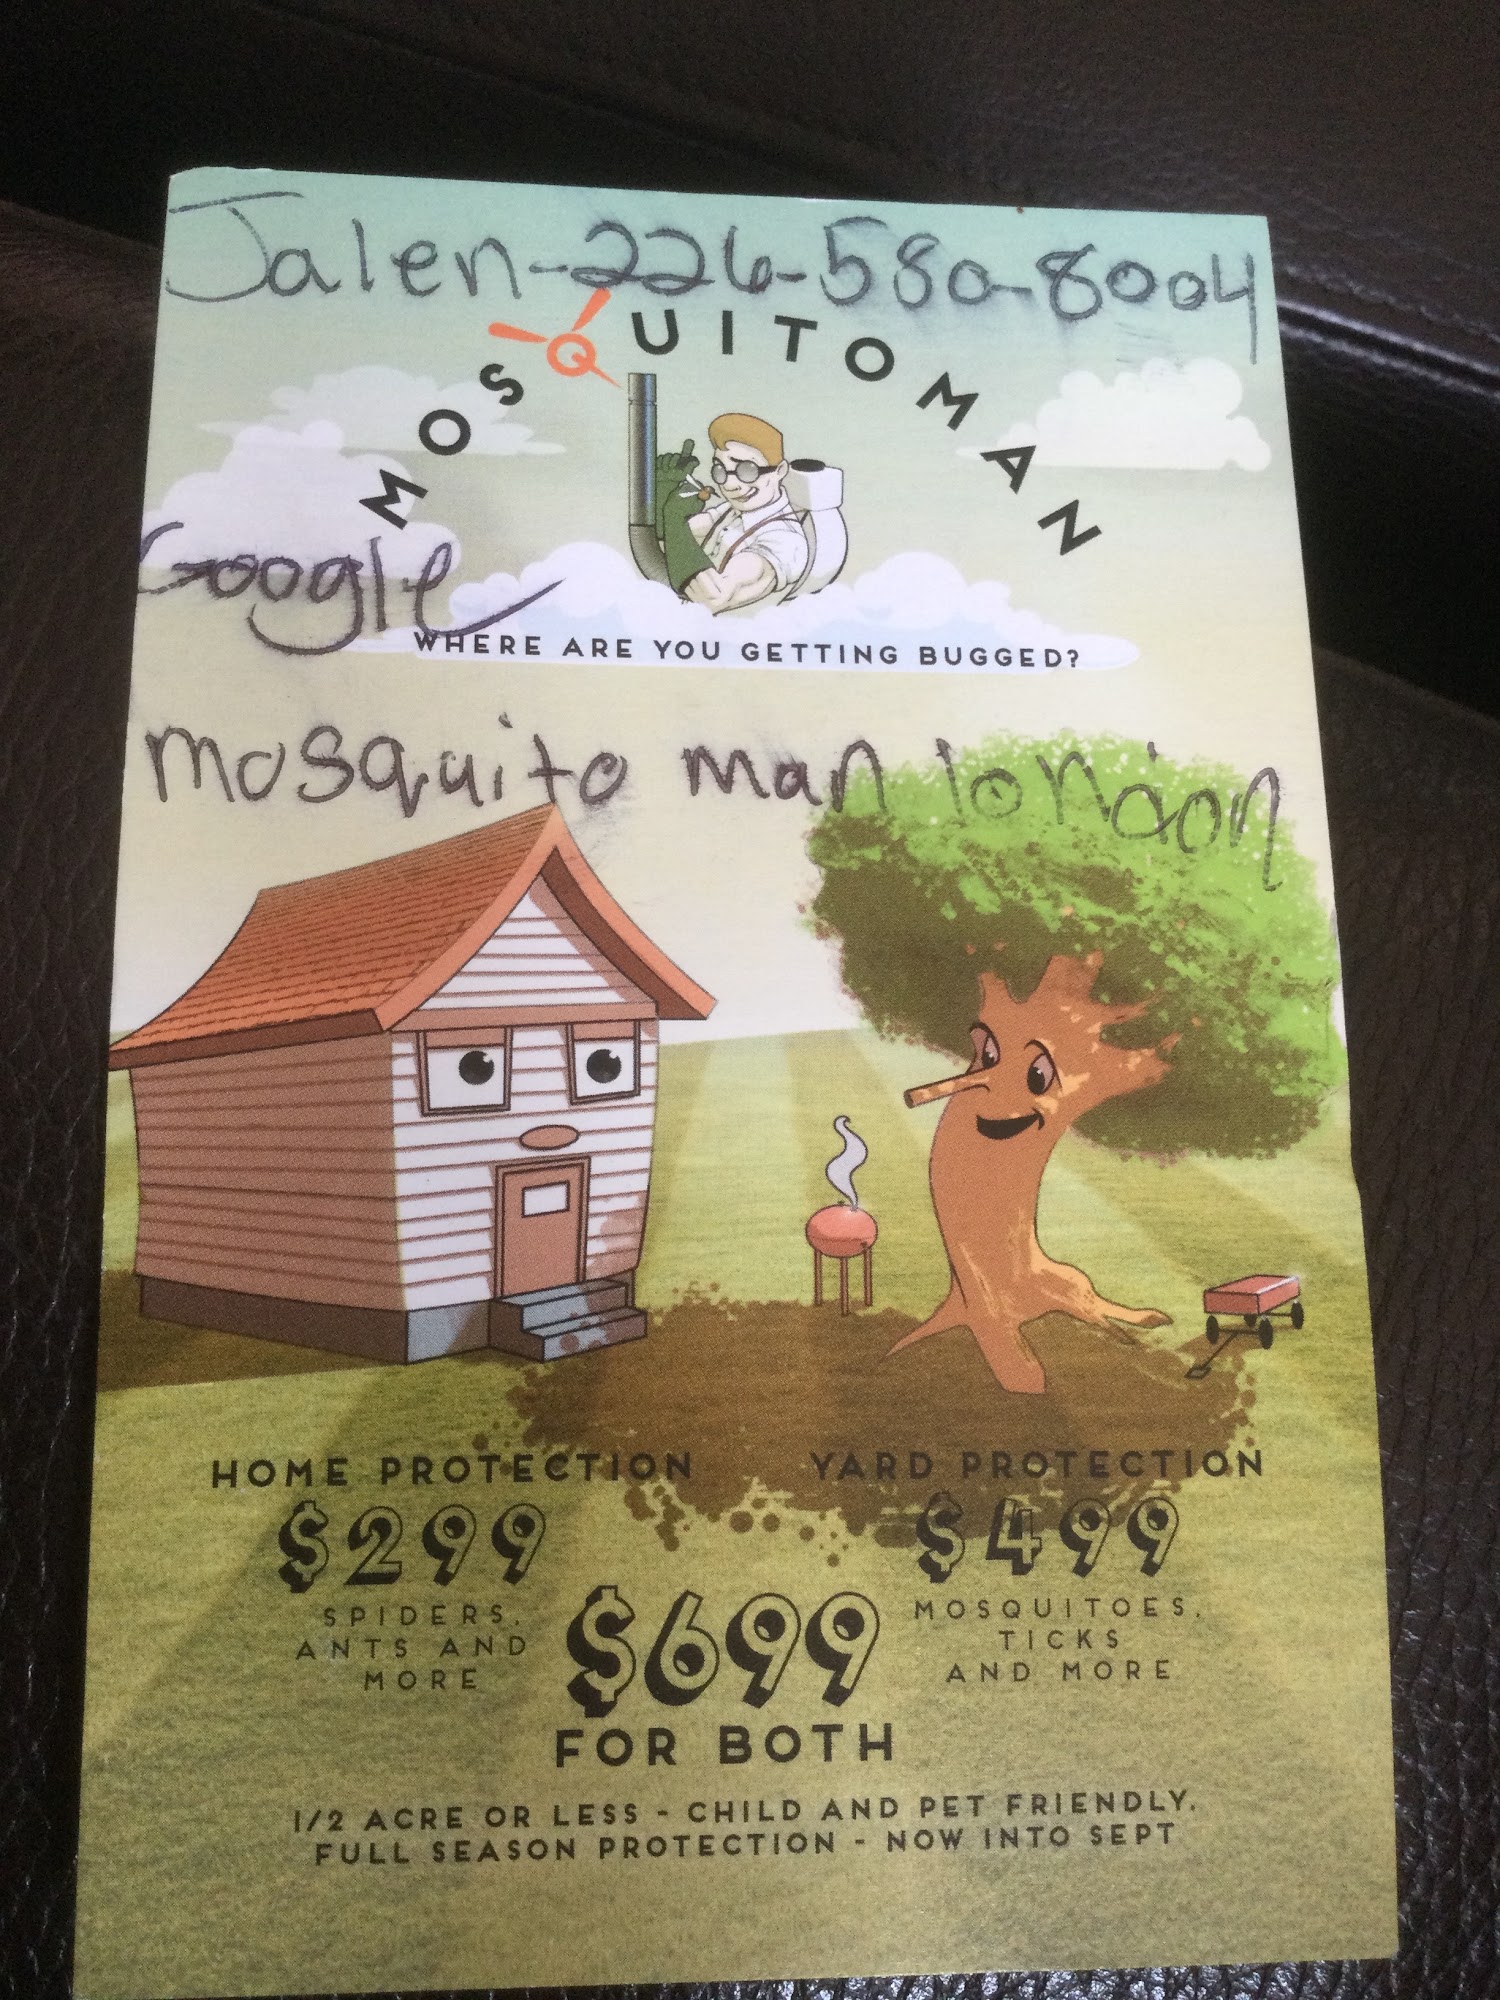 Jalen-226-580-8004
MOSQUITOMAN
Google
WHERE ARE YOU GETTING BUGGED?
mosquito man london
HOME PROTECTION
$299
SPIDERS,
ANTS AND
MORE
YARD PROTECTION
$499
MOSQUITOES,
TICKS
AND MORE
$699
FOR BOTH
1/2 ACRE OR LESS - CHILD AND PET FRIENDLY.
FULL SEASON PROTECTION - NOW INTO SEPT